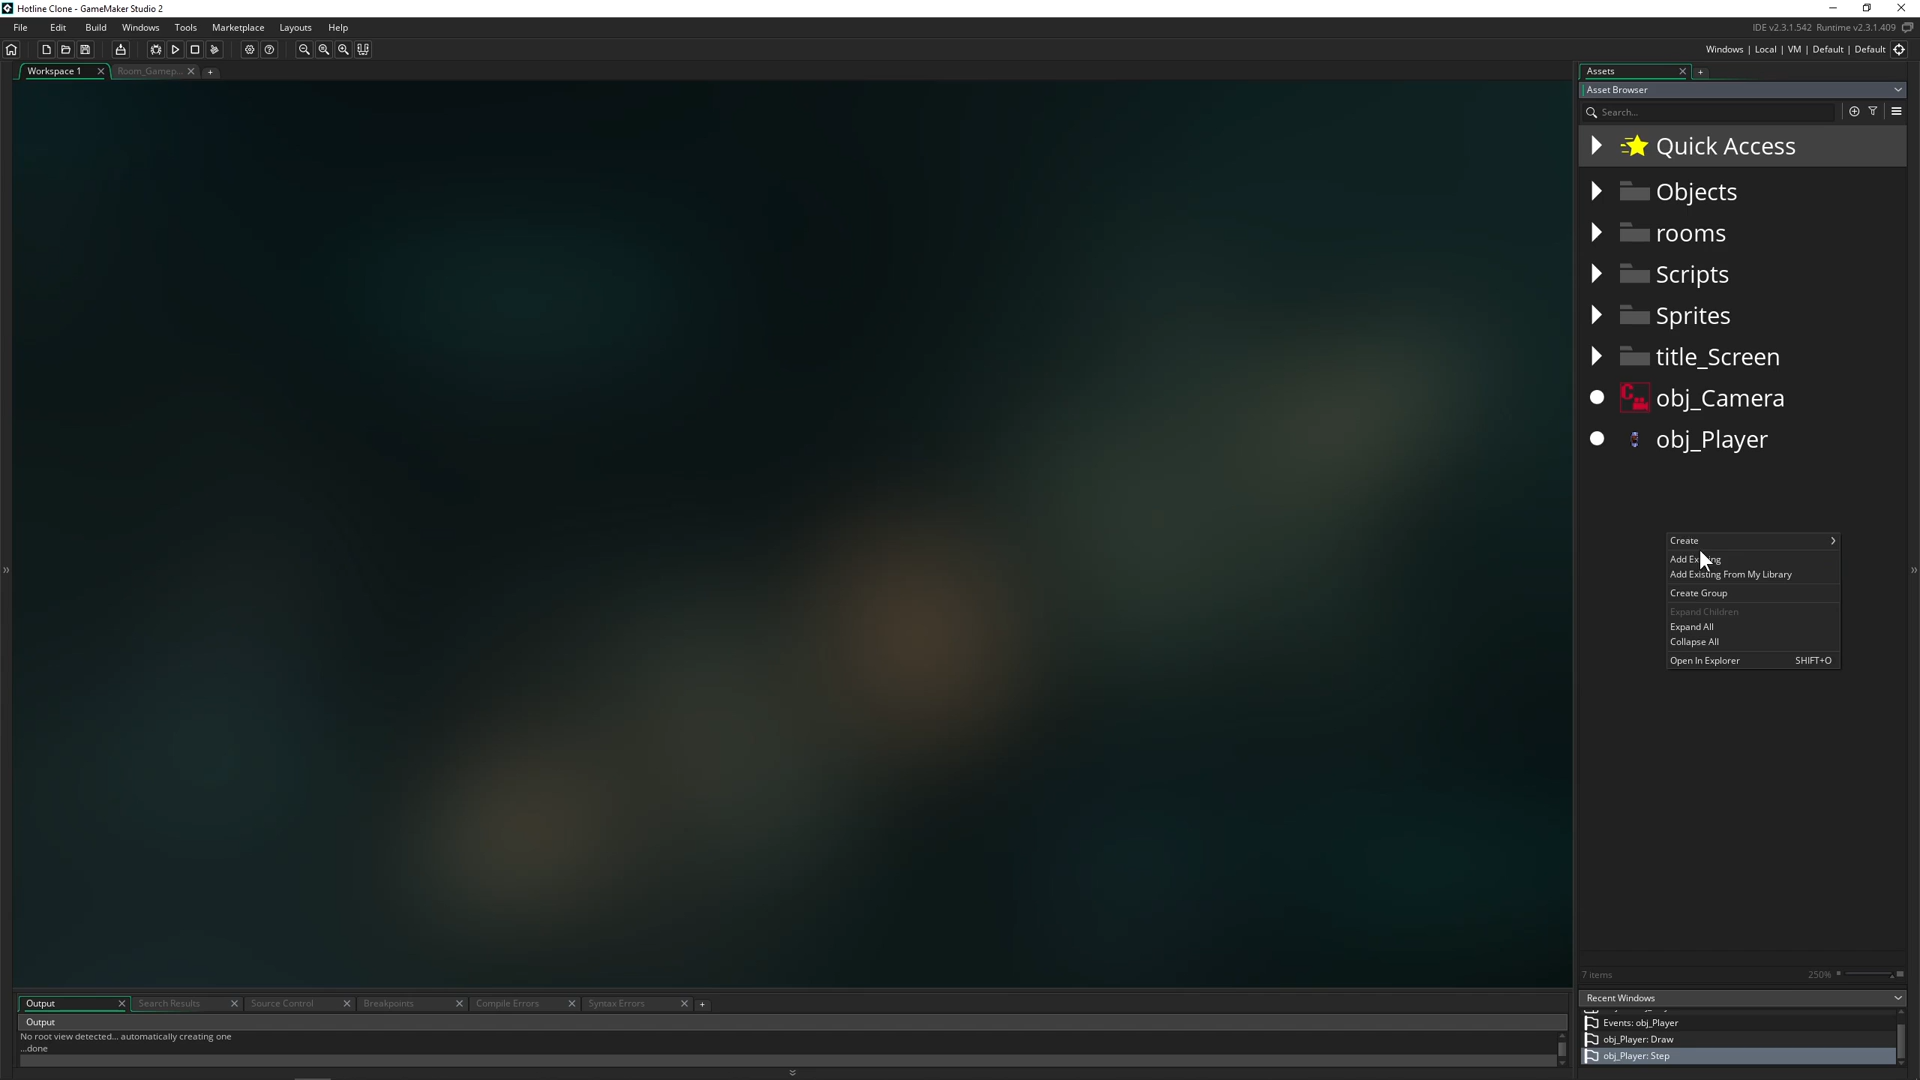 Hotline Clone - GameMaker Studio 2
File Edit Build Windows Tools Marketplace Layouts Help
IDE v2.3.1.542 Runtime v2.3.1.409
Windows | Local | VM | Default | Default
Workspace 1
Room_Gamep...
Assets
Asset Browser
Search...
Quick Access
Objects
rooms
Scripts
Sprites
title_Screen
obj_Camera
obj_Player
Create
Add Existing
Add Existing From My Library
Create Group
Expand Children
Expand All
Collapse All
Open In Explorer SHIFT+O
7 items 250%
Recent Windows
Events: obj_Player
obj_Player: Draw
obj_Player: Step
Output Search Results Source Control Breakpoints Compile Errors Syntax Errors
Output
No root view detected... automatically creating one
...done